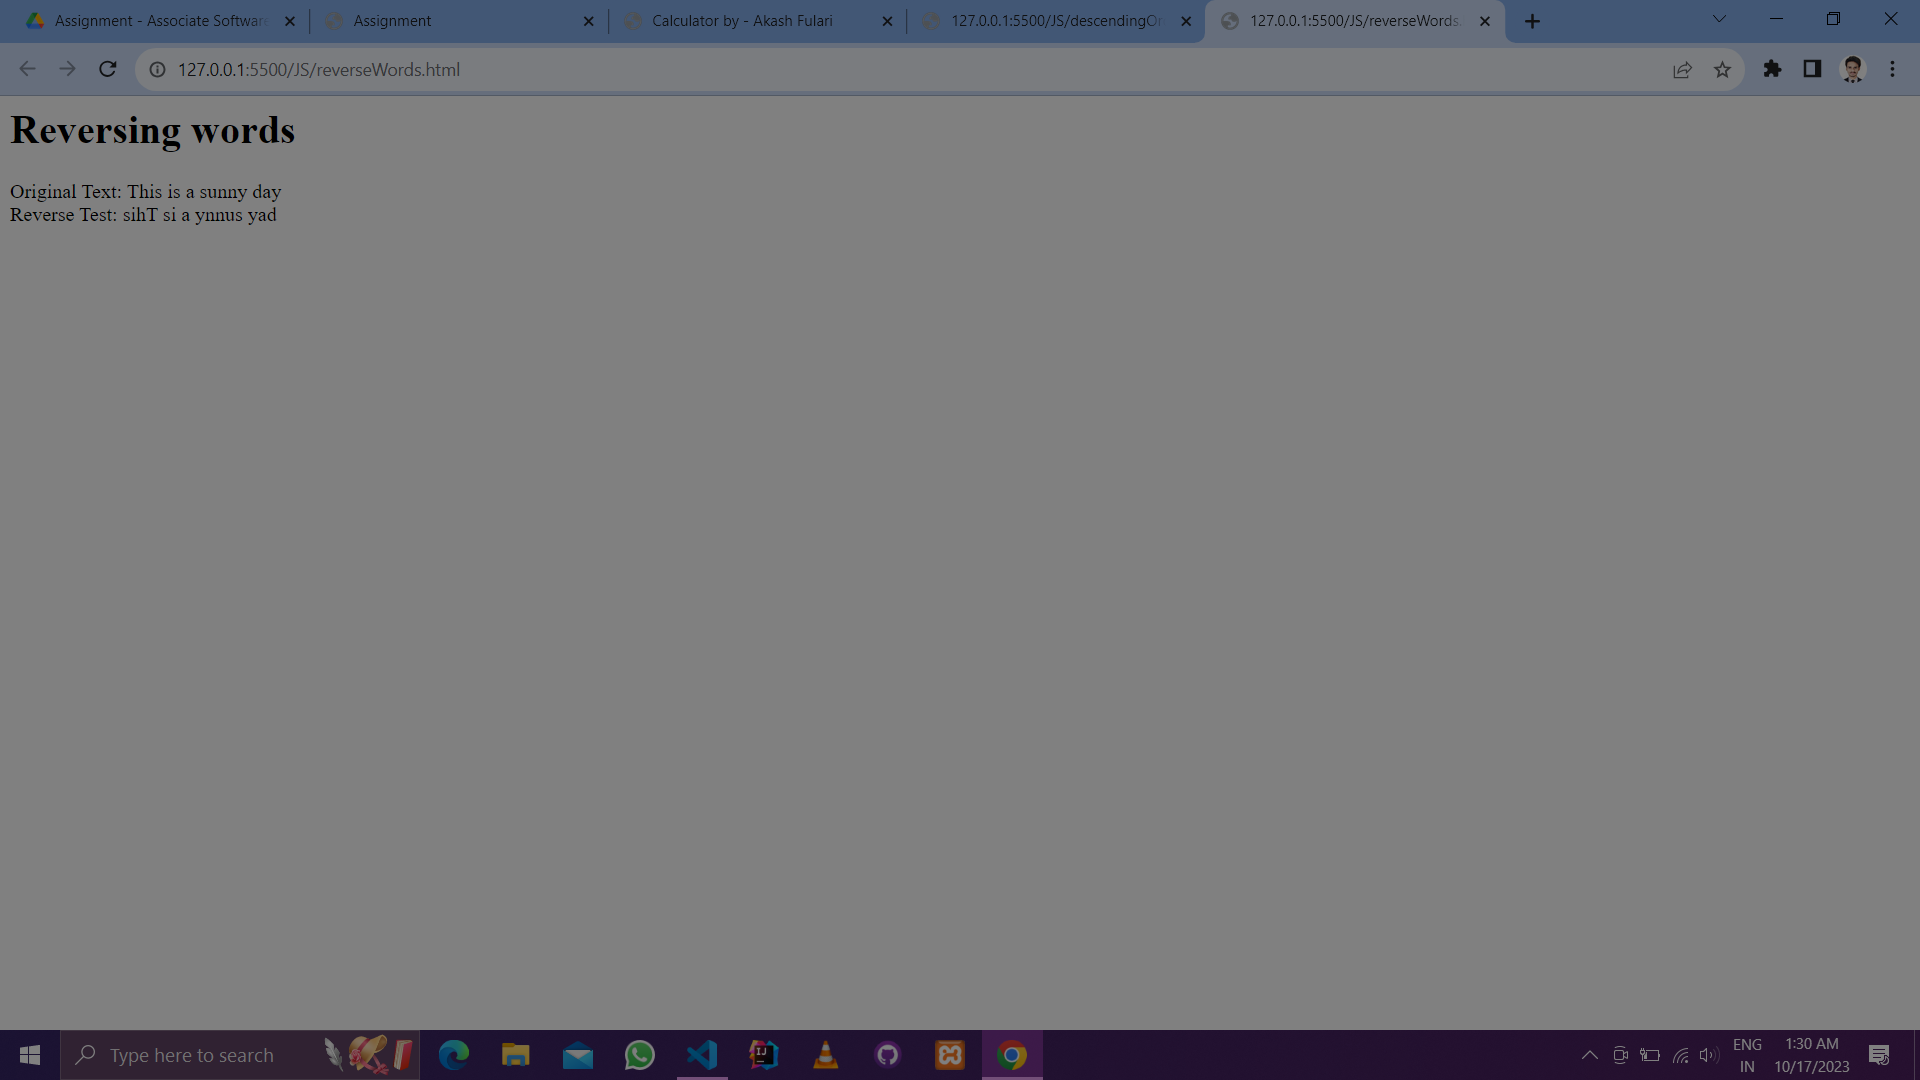 Assignment - Associate Softwar
Assignment
Calculator by - Akash Fulari
127.0.0.1:5500/JS/descendingOr
127.0.0.1:5500/JS/reverseWords.
127.0.0.1:5500/JS/reverseWords.html
Reversing words
Original Text: This is a sunny day
Reverse Test: sihT si a ynnus yad
Type here to search
ENG
IN
1:30 AM
10/17/2023